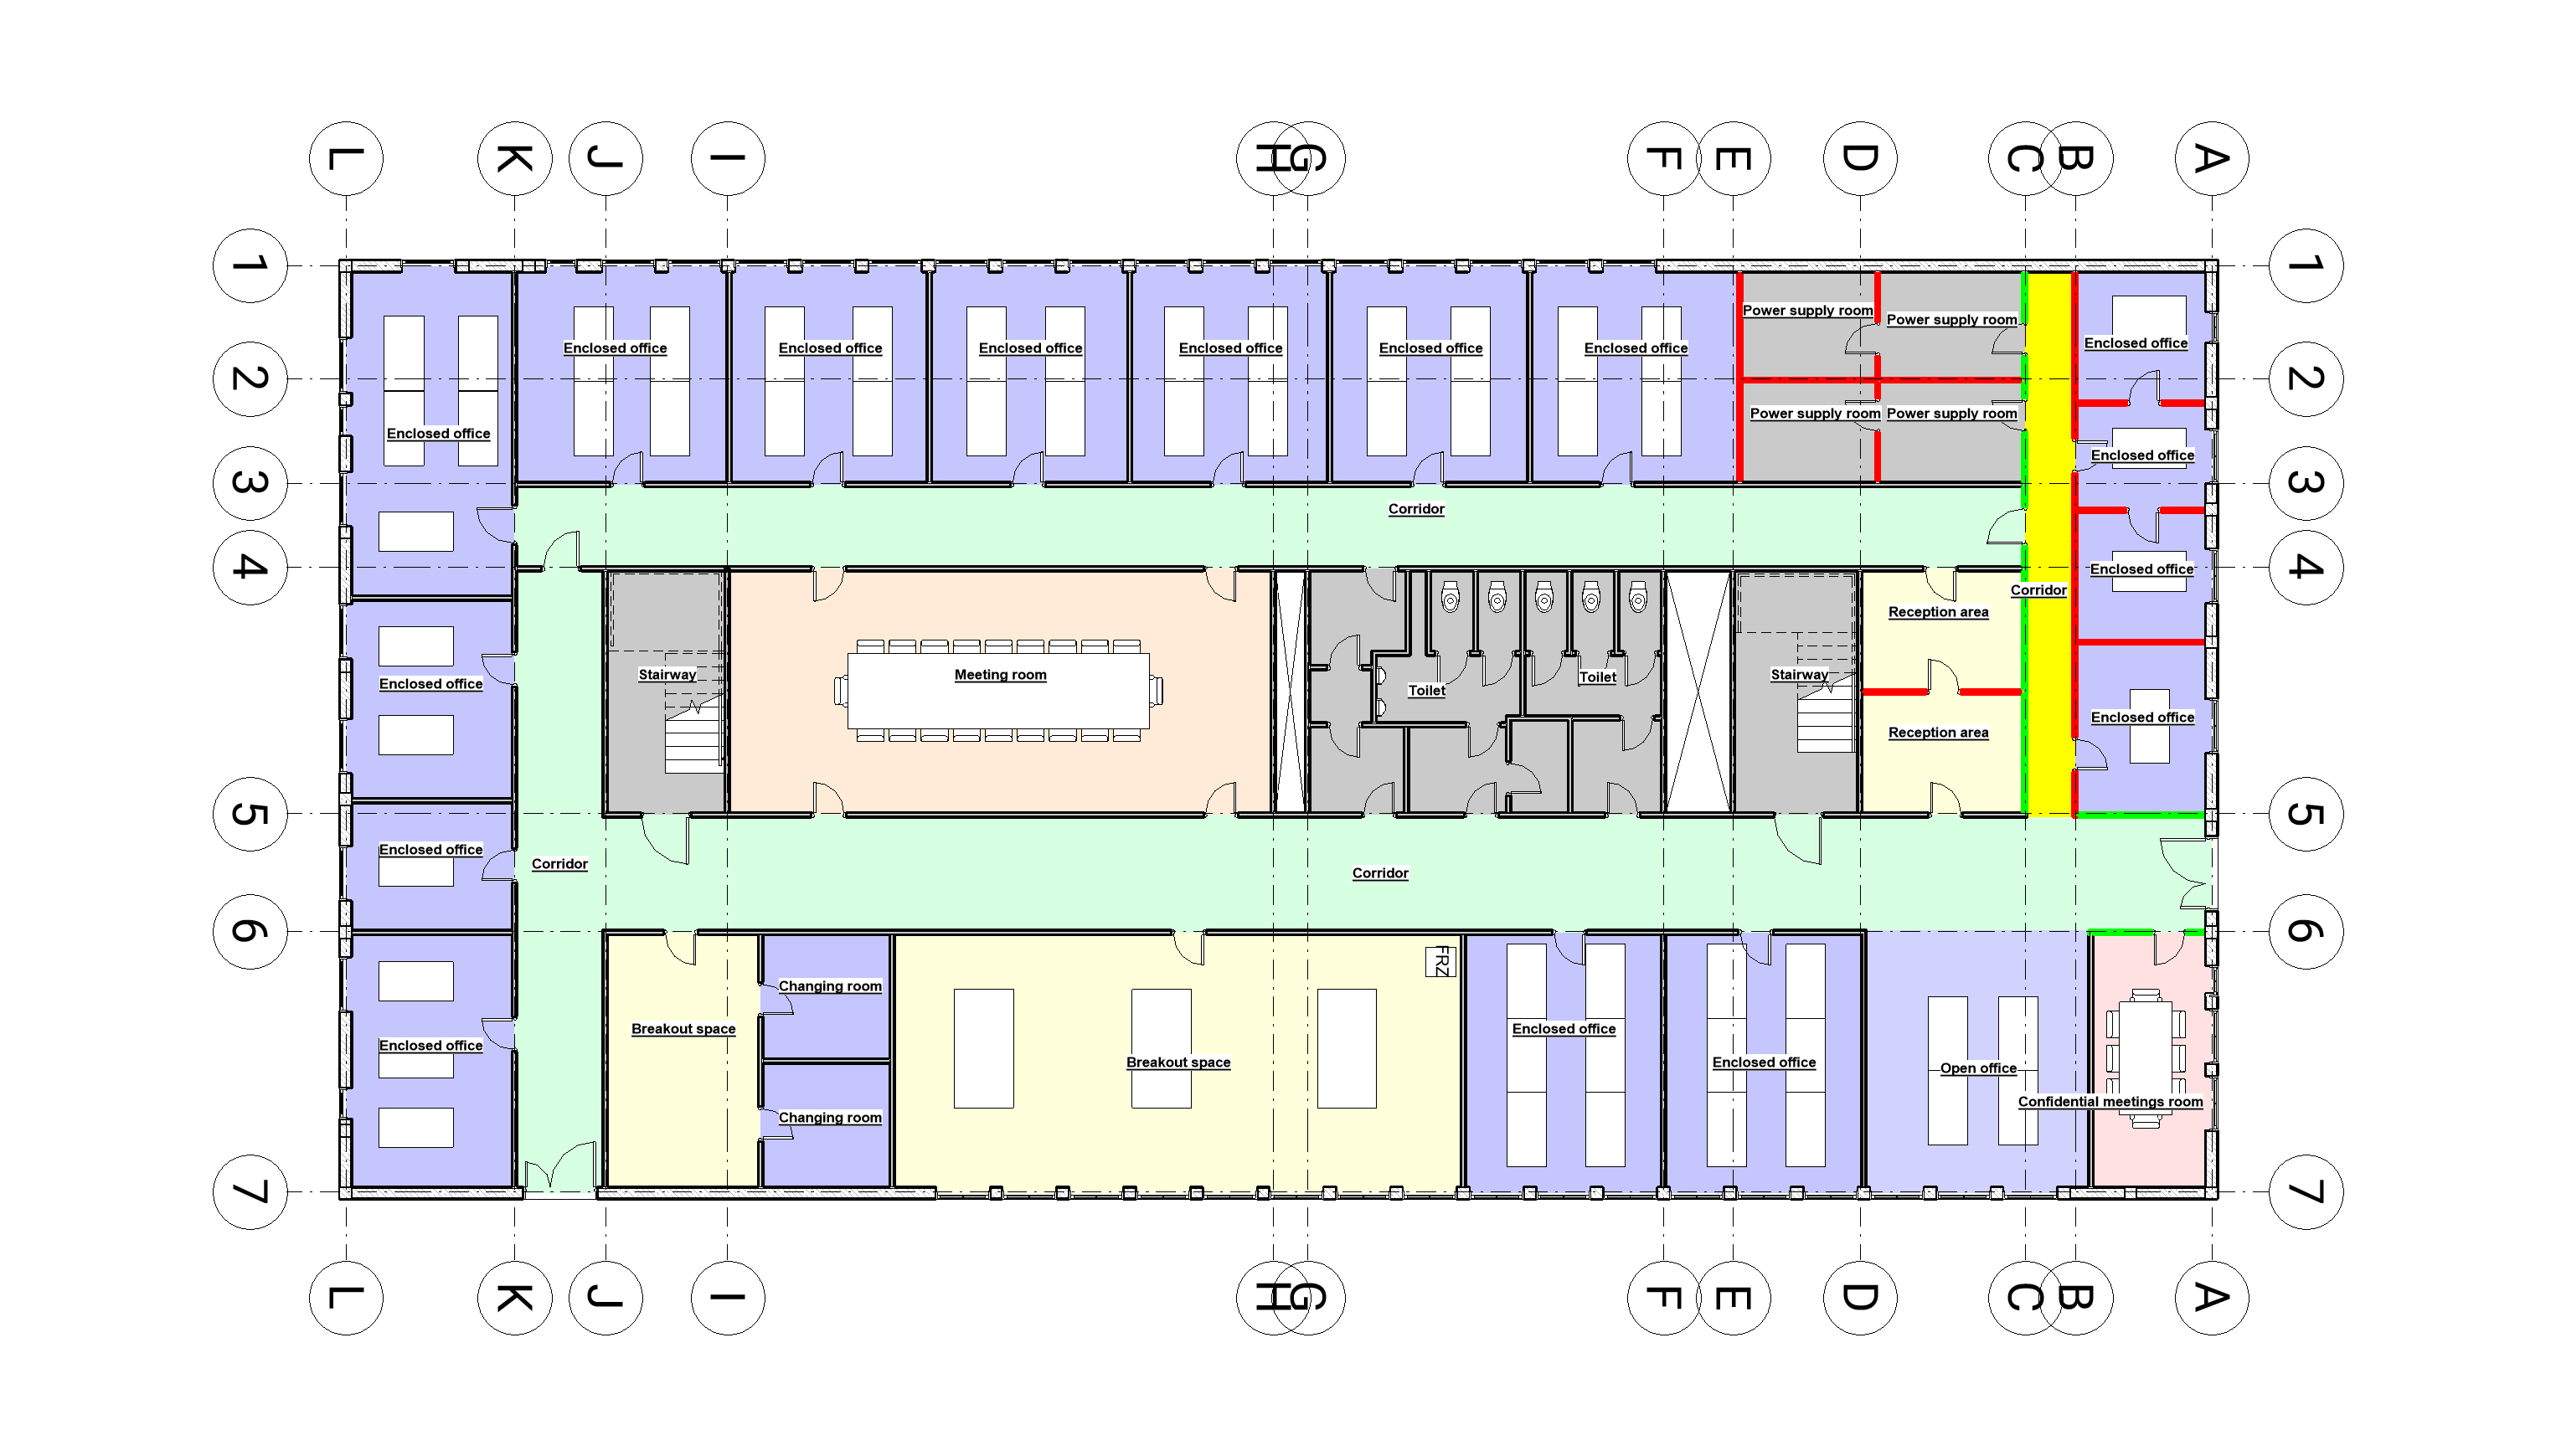 L K J I H G F E D C B A
1 1
Power supply room
Power supply room
Enclosed office
Enclosed office
Enclosed office
Enclosed office
Enclosed office
Enclosed office
Enclosed office
2 2
Power supply room
Power supply room
Enclosed office
Enclosed office
3 3
Corridor
4 4
Enclosed office
Corridor
Reception area
Stairway
Meeting room
Toilet
Toilet
Stairway
Enclosed office
Enclosed office
Reception area
5 5
Enclosed office
Corridor
Corridor
6 6
FRZ
Changing room
Breakout space
Enclosed office
Enclosed office
Breakout space
Enclosed office
Open office
Confidential meetings room
Changing room
7 7
L K J I H G F E D C B A